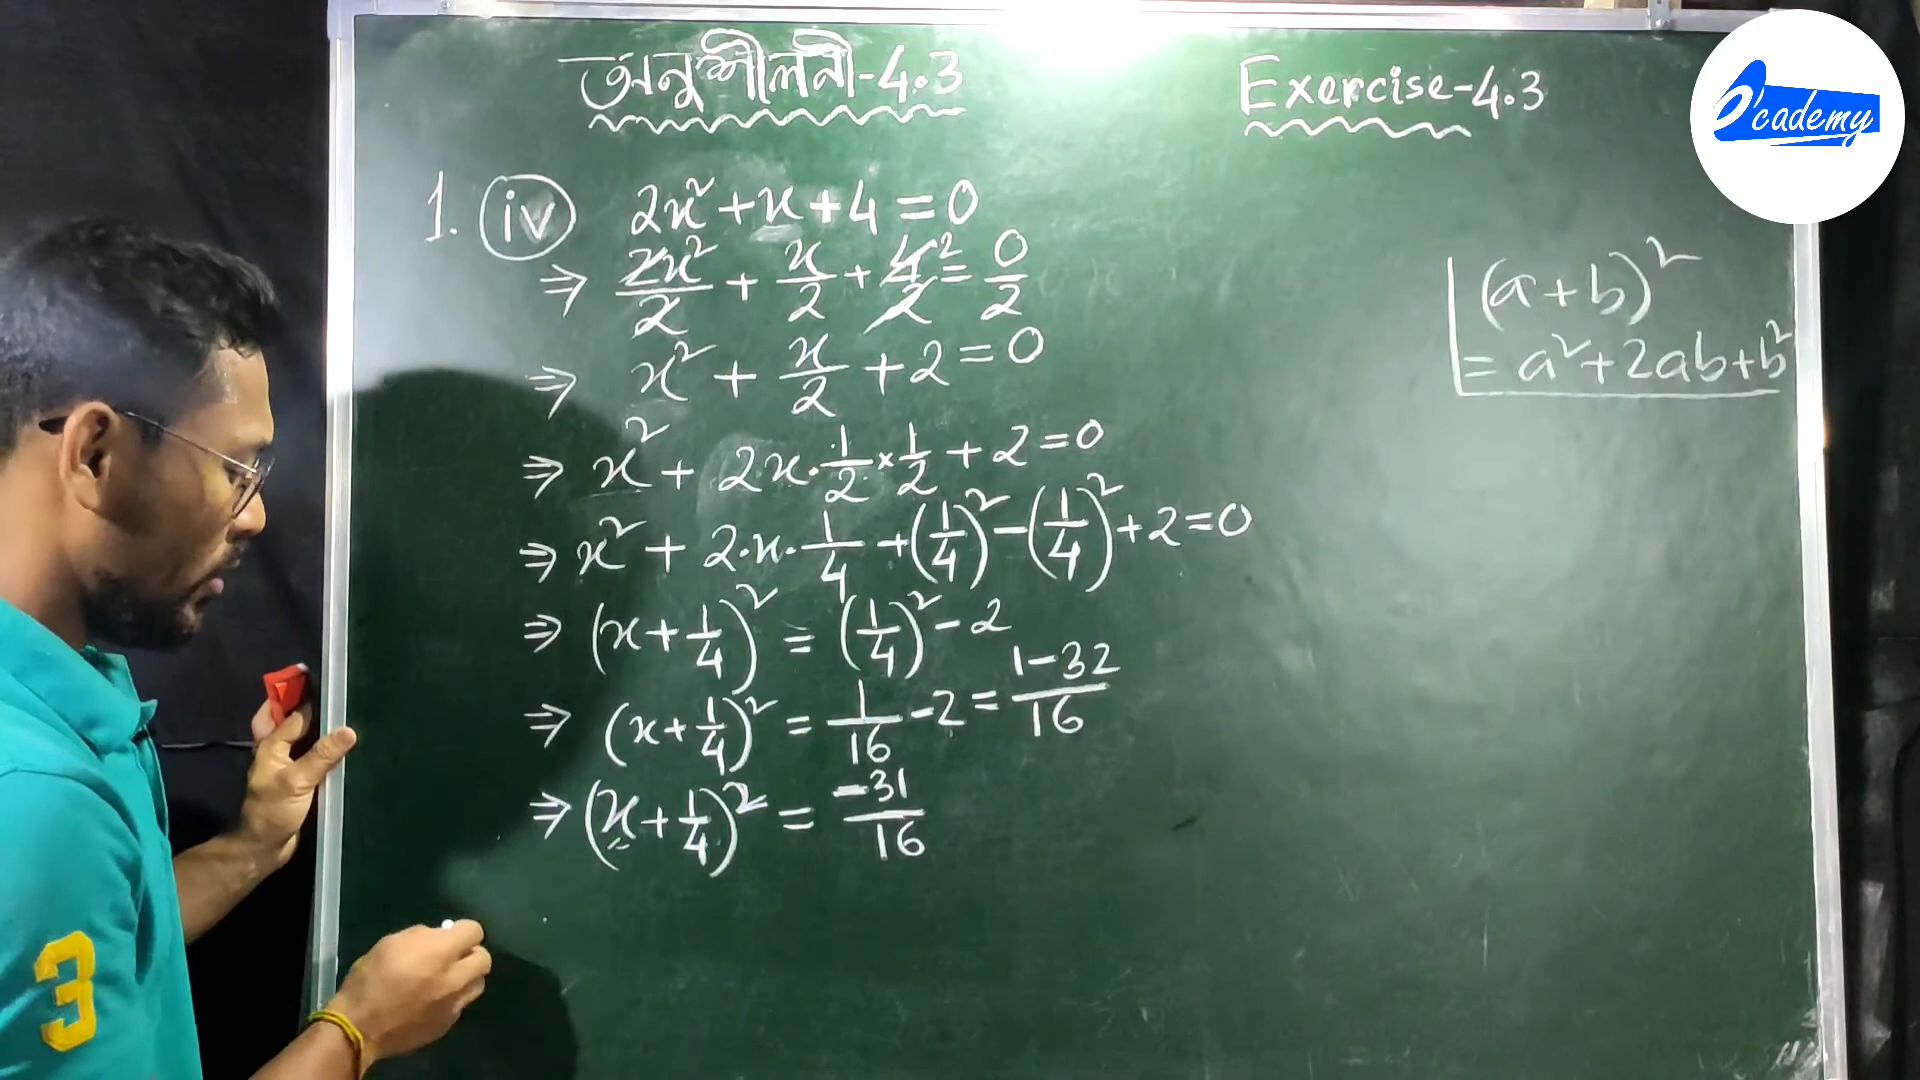 অনুশীলনী-4.3
Exercise-4.3
e'cademy
1. (iv) 2x² + x + 4 = 0
⇒ 2x²/2 + x/2 + 4/2 2 = 0/2
⇒ x² + x/2 + 2 = 0
⇒ x² + 2.x.1/2 × 1/2 + 2 = 0
⇒ x² + 2.x.1/4 + (1/4)² - (1/4)² + 2 = 0
⇒ (x + 1/4)² = (1/4)² - 2
⇒ (x + 1/4)² = 1/16 - 2 = 1-32/16
⇒ (x + 1/4)² = -31/16
(a+b)²
= a² + 2ab + b²
3